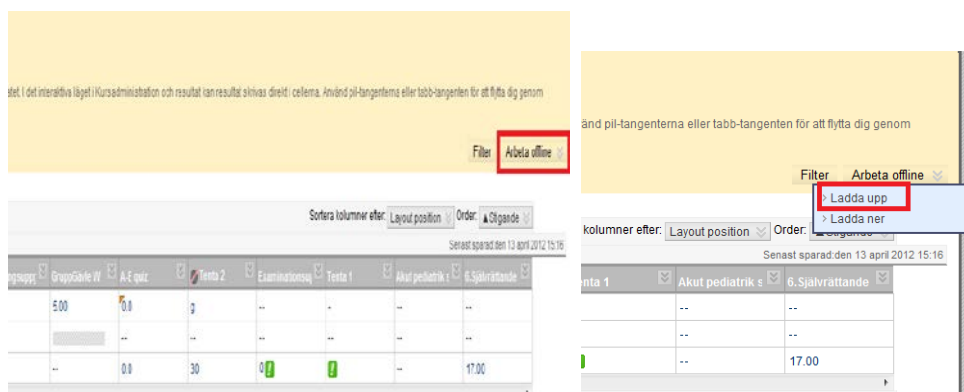 atet. I det interaktiva läget i Kursadministration och resultat kan resultat skrivas direkt i cellerna. Använd pil-tangenterna eller tabb-tangenten för att flytta dig genom
Filter Arbeta offline
Sortera kolumner efter: Layout position Order: ▲Stigande
Senast sparad:den 13 april 2012 15:16
ngsuppg GruppGävle W A-E quiz Tenta 2 Examinationsup Tenta 1 Akut pediatrik s 6.Självrättande
5.00 0.0 g -- - -- --
-- -- -- -- -- --
-- 0.0 30 0 ! ! -- 17.00
änd pil-tangenterna eller tabb-tangenten för att flytta dig genom
Filter Arbeta offline
> Ladda upp
> Ladda ner
kolumner efter: Layout position Order: ▲Stigande
Senast sparad:den 13 april 2012 15:16
enta 1 Akut pediatrik s 6.Självrättande
-- --
-- --
-- 17.00